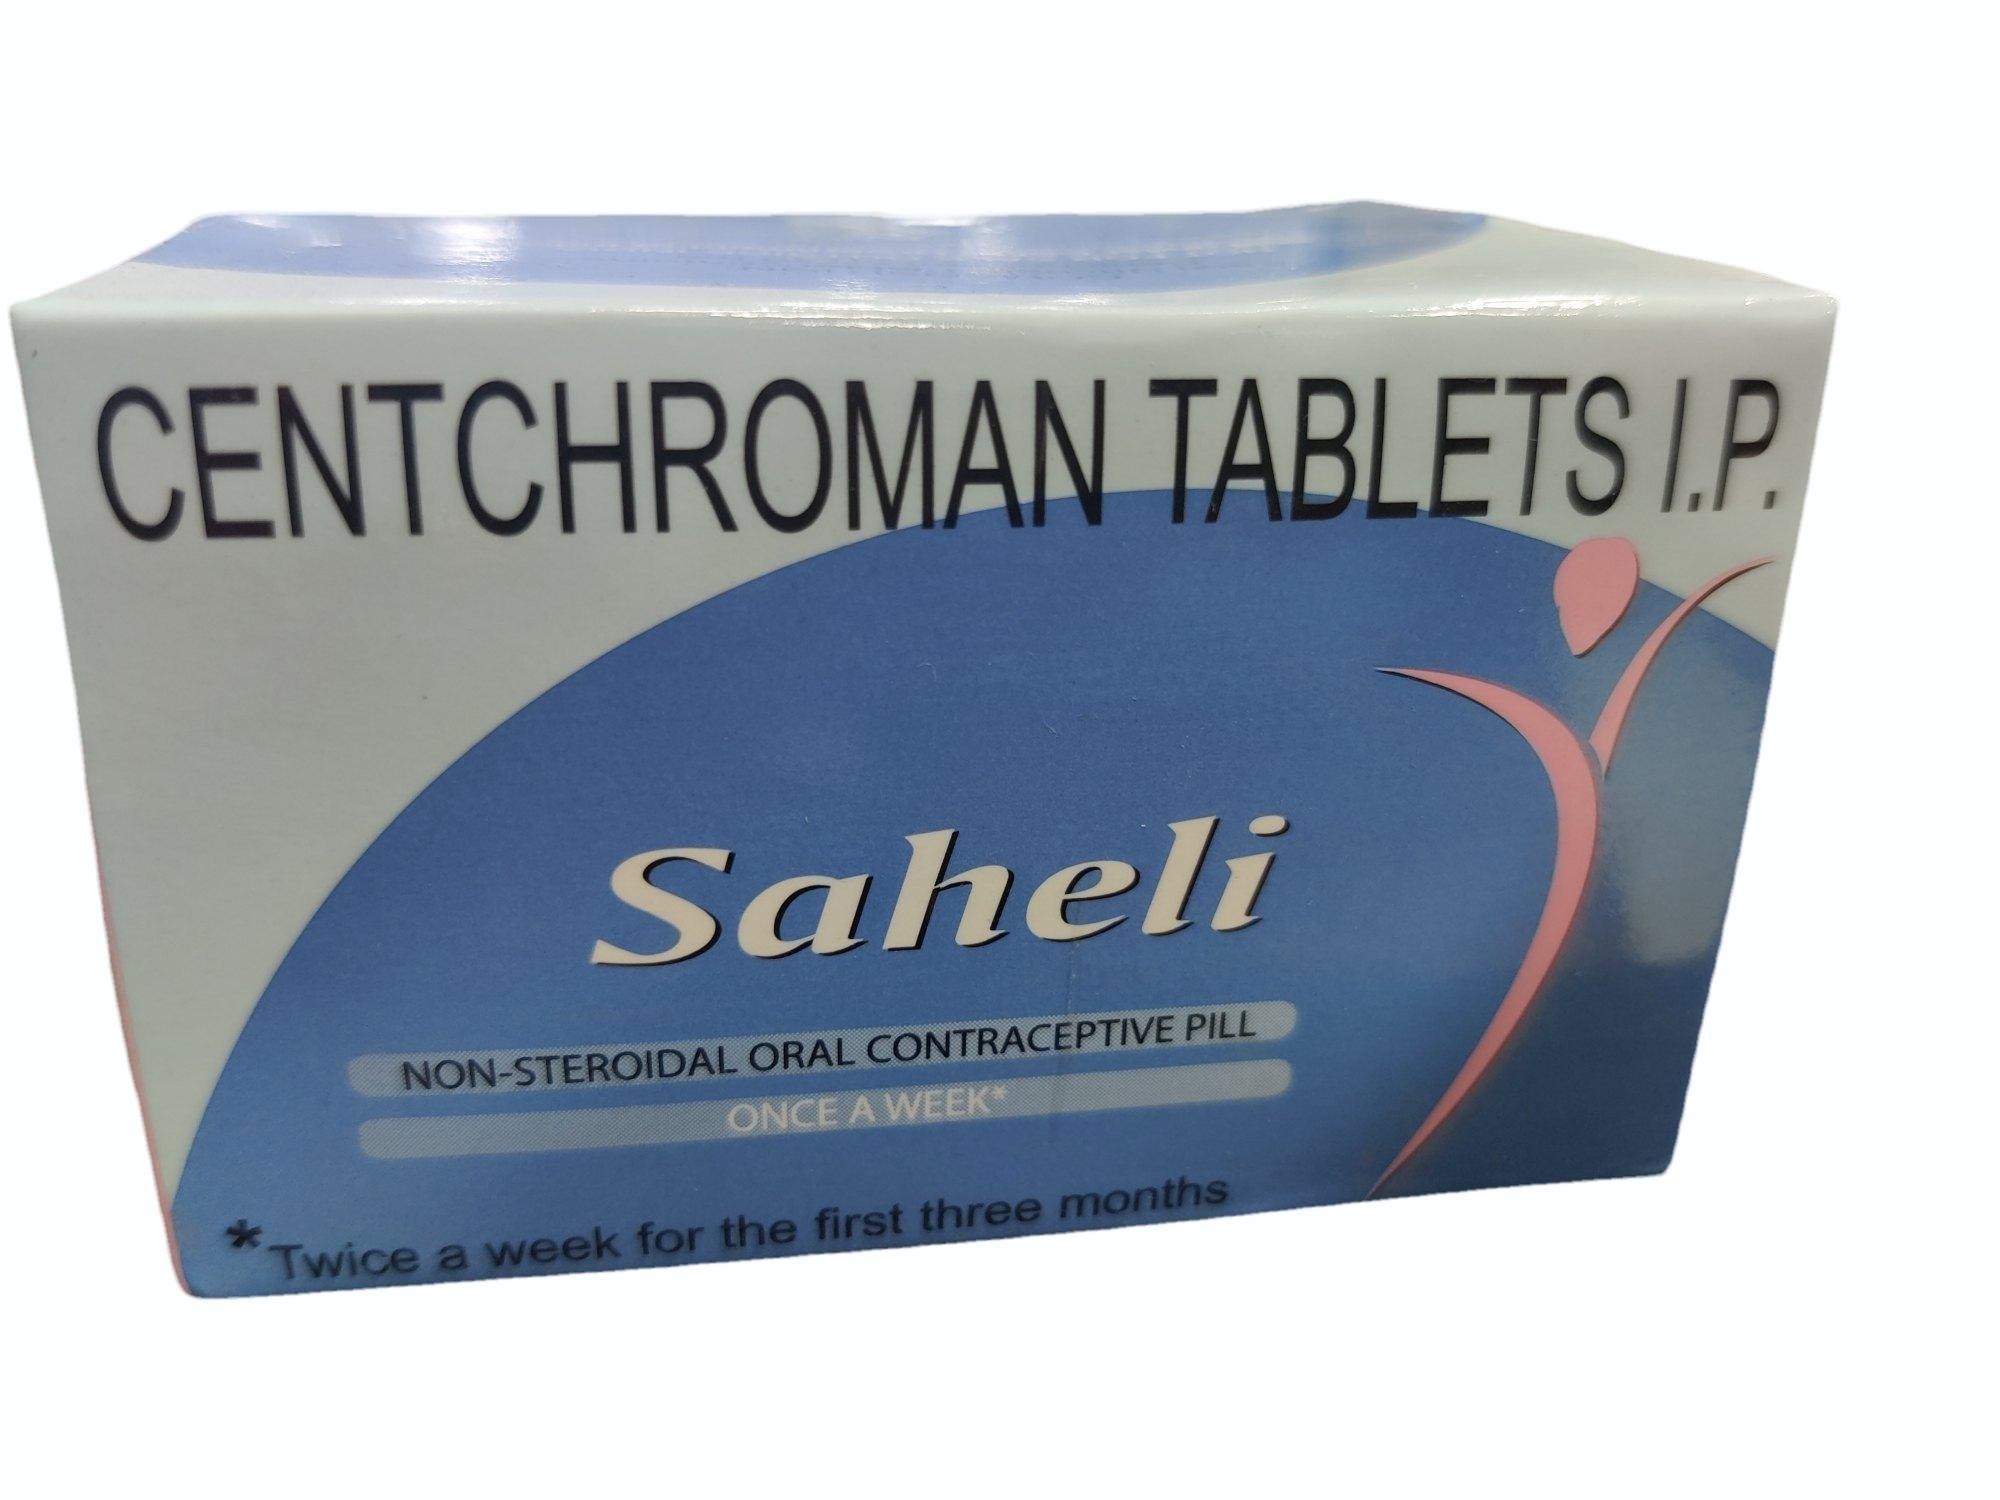 CENTCHROMAN TABLETS I.P.
Saheli
NON-STEROIDAL ORAL CONTRACEPTIVE PILL
ONCE A WEEK*
*Twice a week for the first three months